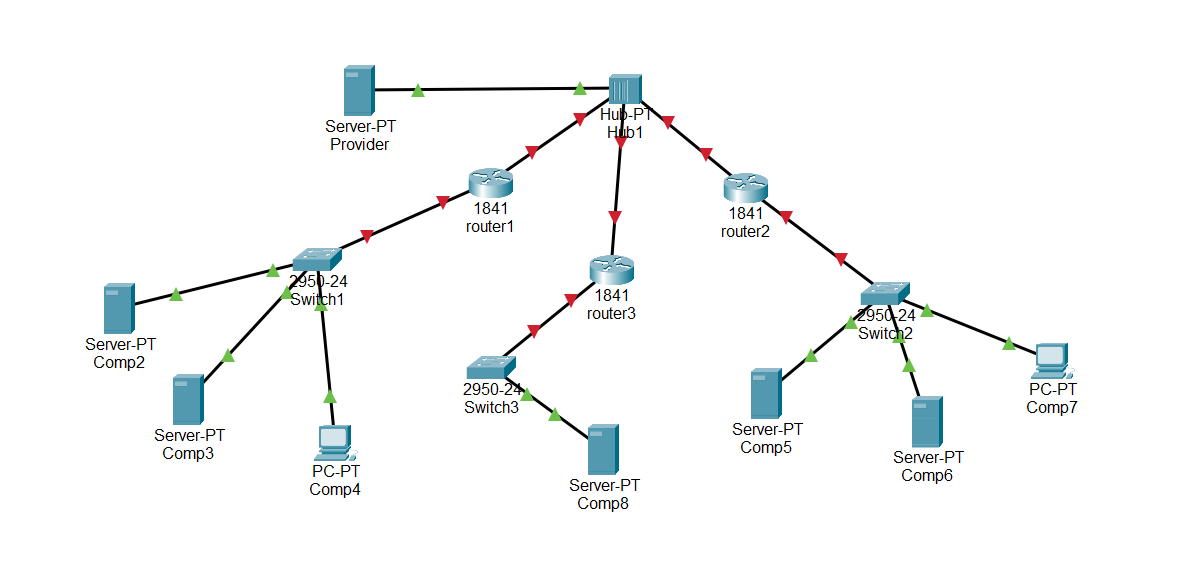 Server-PT
Provider
Hub-PT
Hub1
1841
router1
1841
router2
1841
router3
2950-24
Switch1
2950-24
Switch2
2950-24
Switch3
Server-PT
Comp2
Server-PT
Comp3
PC-PT
Comp4
Server-PT
Comp8
Server-PT
Comp5
Server-PT
Comp6
PC-PT
Comp7